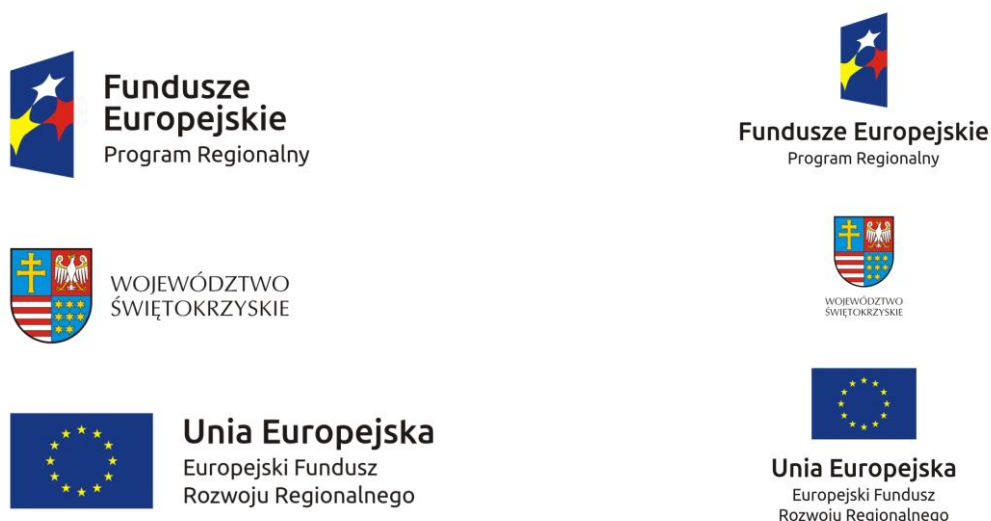 Fundusze
Europejskie
Program Regionalny
Fundusze Europejskie
Program Regionalny
WOJEWÓDZTWO
ŚWIĘTOKRZYSKIE
WOJEWÓDZTWO
ŚWIĘTOKRZYSKIE
Unia Europejska
Europejski Fundusz
Rozwoju Regionalnego
Unia Europejska
Europejski Fundusz
Rozwoju Regionalnego